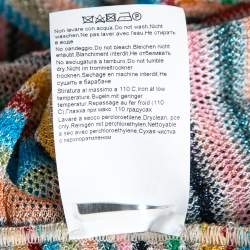 Non lavare con acqua.Do not wash.Nicht
waschen.Ne pas laver avec eau.Не стирать
в воде
No candeggio.Do not bleach.Bleichen nicht
erlaubt.Blanchiment interdit.Не отбеливать
No asciugatura a tamburo.Do not tumble
dry.Nicht im trommeltrockner
trocknen.Sechage en machine interdit.Не
сушить в барабане
Stiratura al massimo a 110 C.Iron at 110C at
low.Bugeln mit geringer
temperatur.Repassage au fer froid (110
C).Глажка при макс. 110 градусах
Lavaggio a secco percloroetilene.Dryclean, pce
only.Reinigen mit perchlorethylen.Nettoyable
a sec avec perchloroethylene.Сухая чистка
с перхлорэтиленом